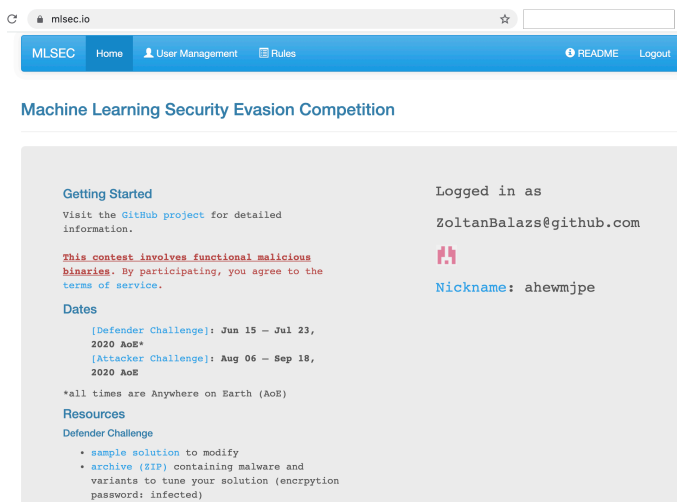 mlsec.io
MLSEC Home User Management Rules README Logout
Machine Learning Security Evasion Competition
Getting Started
Visit the GitHub project for detailed
information.
This contest involves functional malicious
binaries. By participating, you agree to the
terms of service.
Dates
[Defender Challenge]: Jun 15 – Jul 23,
2020 AoE*
[Attacker Challenge]: Aug 06 – Sep 18,
2020 AoE
*all times are Anywhere on Earth (AoE)
Resources
Defender Challenge
• sample solution to modify
• archive (ZIP) containing malware and
variants to tune your solution (encrpytion
password: infected)
Logged in as
ZoltanBalazs@github.com
Nickname: ahewmjpe